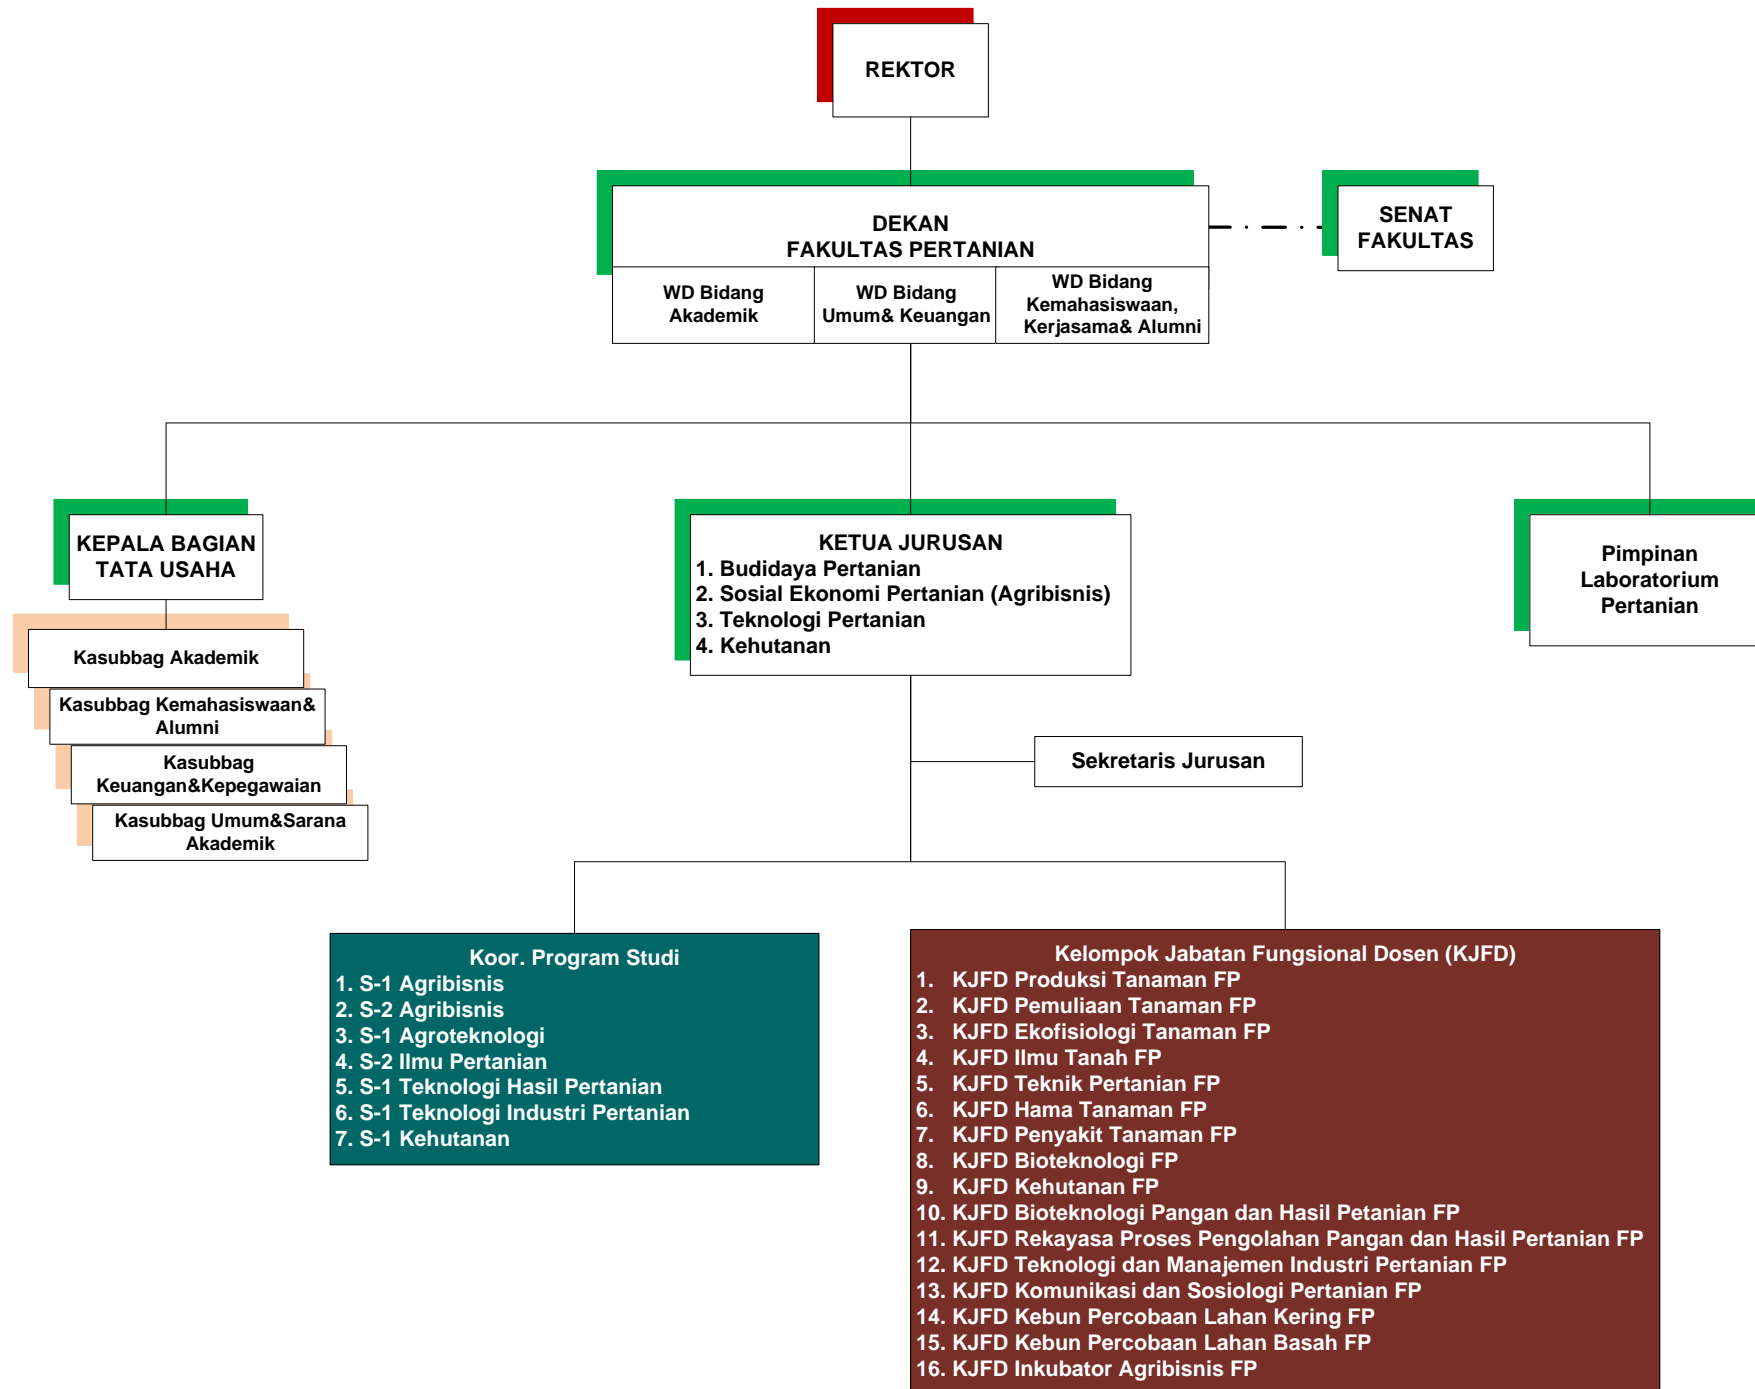 REKTOR
DEKAN
FAKULTAS PERTANIAN
SENAT
FAKULTAS
WD Bidang
Akademik
WD Bidang
Umum& Keuangan
WD Bidang
Kemahasiswaan,
Kerjasama& Alumni
KEPALA BAGIAN
TATA USAHA
Kasubbag Akademik
Kasubbag Kemahasiswaan&
Alumni
Kasubbag
Keuangan&Kepegawaian
Kasubbag Umum&Sarana
Akademik
KETUA JURUSAN
1. Budidaya Pertanian
2. Sosial Ekonomi Pertanian (Agribisnis)
3. Teknologi Pertanian
4. Kehutanan
Pimpinan
Laboratorium
Pertanian
Sekretaris Jurusan
Koor. Program Studi
1. S-1 Agribisnis
2. S-2 Agribisnis
3. S-1 Agroteknologi
4. S-2 Ilmu Pertanian
5. S-1 Teknologi Hasil Pertanian
6. S-1 Teknologi Industri Pertanian
7. S-1 Kehutanan
Kelompok Jabatan Fungsional Dosen (KJFD)
1. KJFD Produksi Tanaman FP
2. KJFD Pemuliaan Tanaman FP
3. KJFD Ekofisiologi Tanaman FP
4. KJFD Ilmu Tanah FP
5. KJFD Teknik Pertanian FP
6. KJFD Hama Tanaman FP
7. KJFD Penyakit Tanaman FP
8. KJFD Bioteknologi FP
9. KJFD Kehutanan FP
10. KJFD Bioteknologi Pangan dan Hasil Petanian FP
11. KJFD Rekayasa Proses Pengolahan Pangan dan Hasil Pertanian FP
12. KJFD Teknologi dan Manajemen Industri Pertanian FP
13. KJFD Komunikasi dan Sosiologi Pertanian FP
14. KJFD Kebun Percobaan Lahan Kering FP
15. KJFD Kebun Percobaan Lahan Basah FP
16. KJFD Inkubator Agribisnis FP